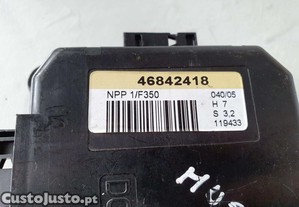 46842418
NPP 1/F350
040/05
H 7
S 3,2
119433
CustoJusto.pt